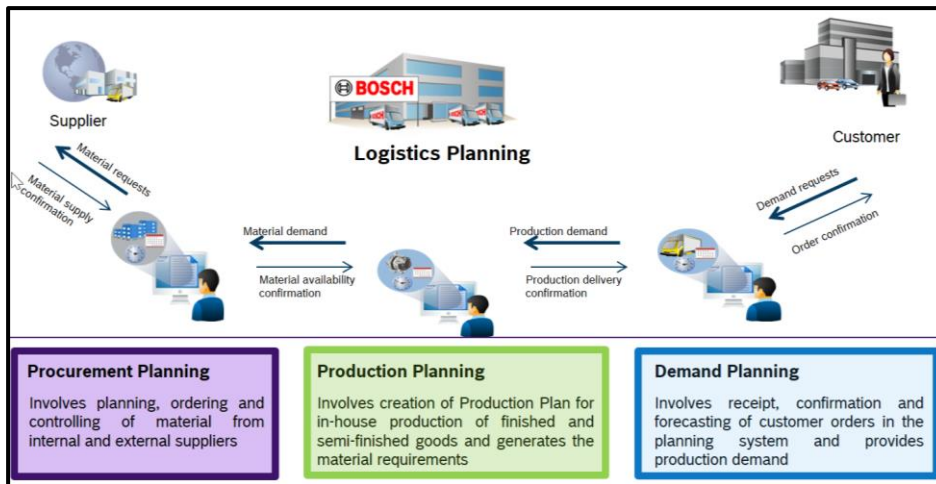 BOSCH
Supplier
Logistics Planning
Customer
Material requests
Material supply
confirmation
Material demand
Material availability
confirmation
Production demand
Production delivery
confirmation
Demand requests
Order confirmation
Procurement Planning
Involves planning, ordering and
controlling of material from
internal and external suppliers
Production Planning
Involves creation of Production Plan for
in-house production of finished and
semi-finished goods and generates the
material requirements
Demand Planning
Involves receipt, confirmation and
forecasting of customer orders in the
planning system and provides
production demand